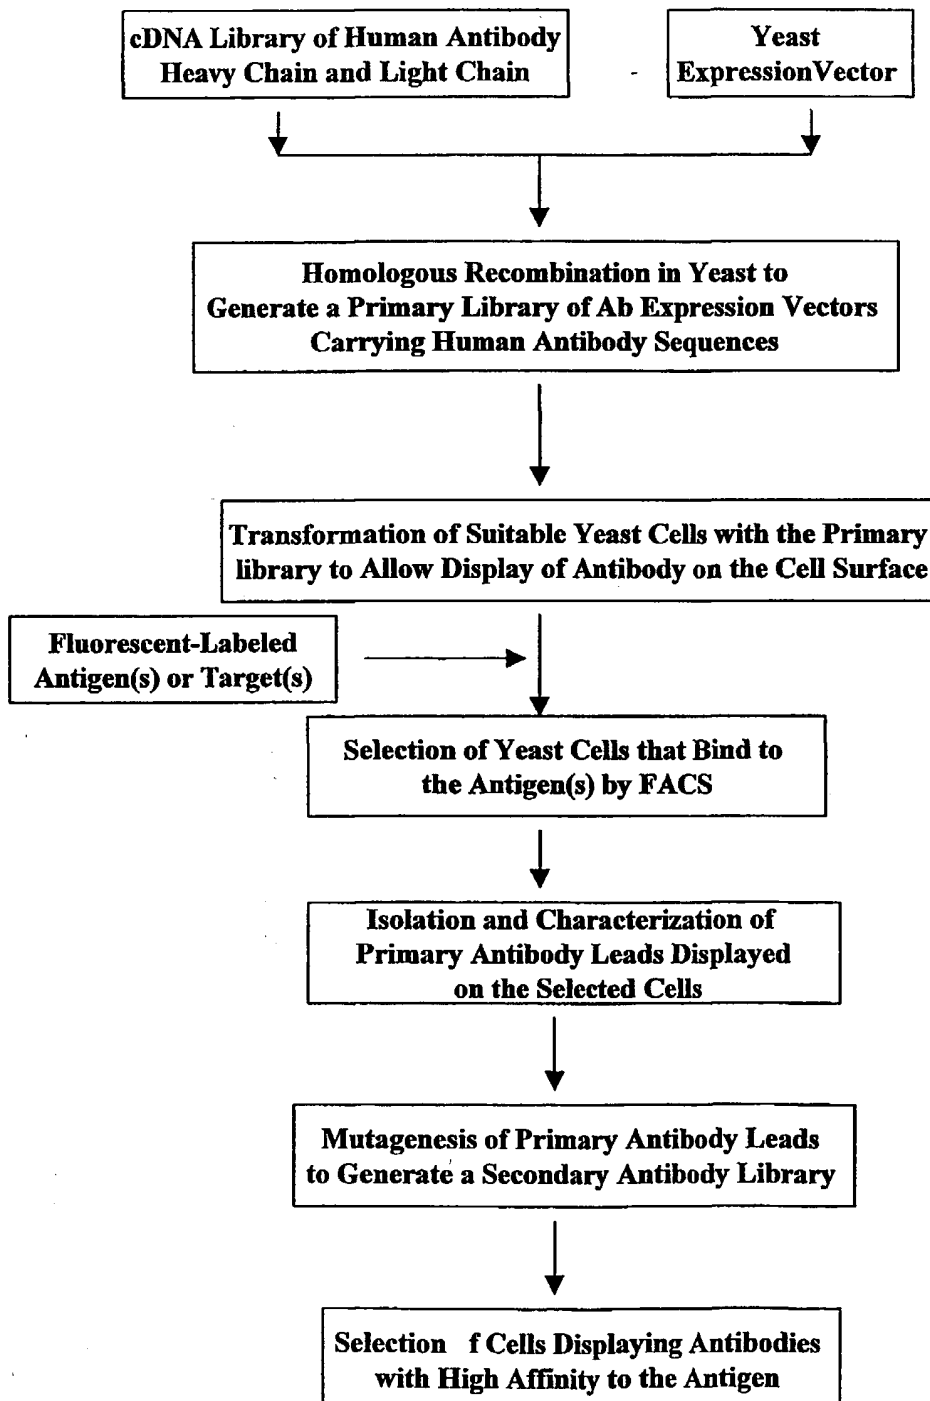 cDNA Library of Human Antibody
Heavy Chain and Light Chain
Yeast
ExpressionVector
Homologous Recombination in Yeast to
Generate a Primary Library of Ab Expression Vectors
Carrying Human Antibody Sequences
Transformation of Suitable Yeast Cells with the Primary
library to Allow Display of Antibody on the Cell Surface
Fluorescent-Labeled
Antigen(s) or Target(s)
Selection of Yeast Cells that Bind to
the Antigen(s) by FACS
Isolation and Characterization of
Primary Antibody Leads Displayed
on the Selected Cells
Mutagenesis of Primary Antibody Leads
to Generate a Secondary Antibody Library
Selection f Cells Displaying Antibodies
with High Affinity to the Antigen